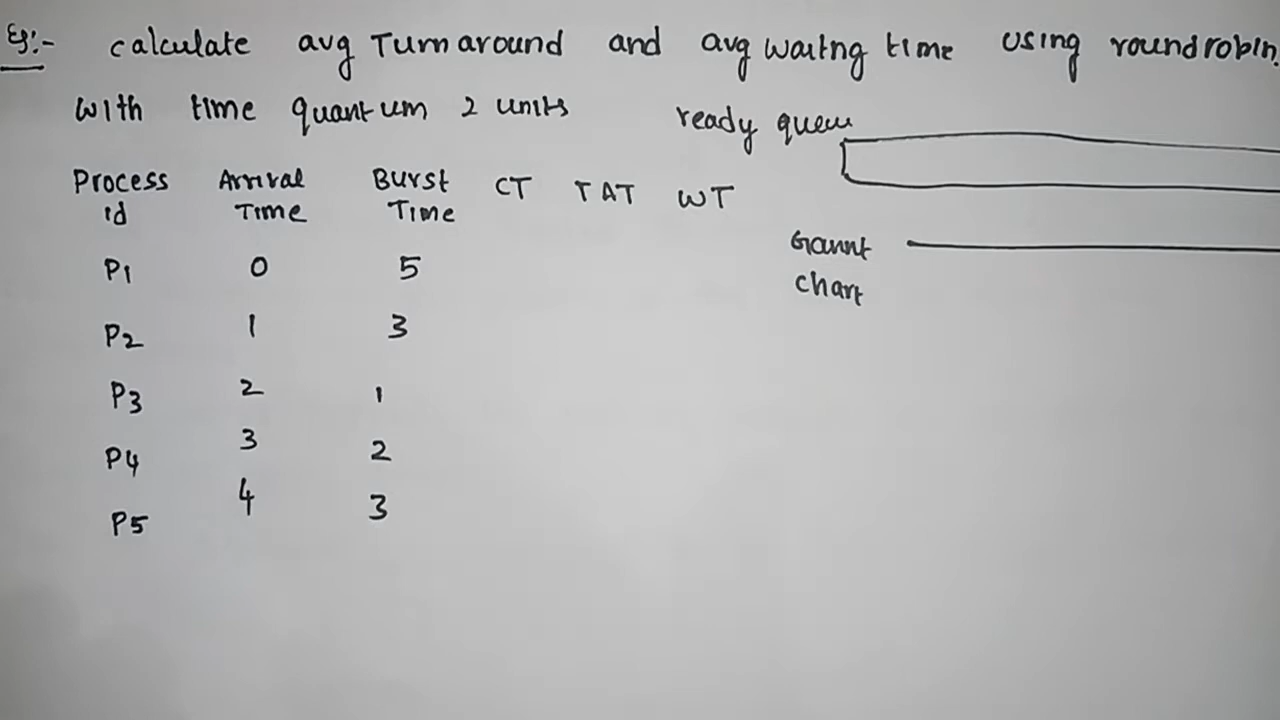 Eg:- calculate avg Turnaround and avg waitng time using roundrobin.
with time quantum 2 units
ready queue
Process id Arrival Time Burst Time CT TAT WT
Gannt chart
P1 0 5
P2 1 3
P3 2 1
P4 3 2
P5 4 3